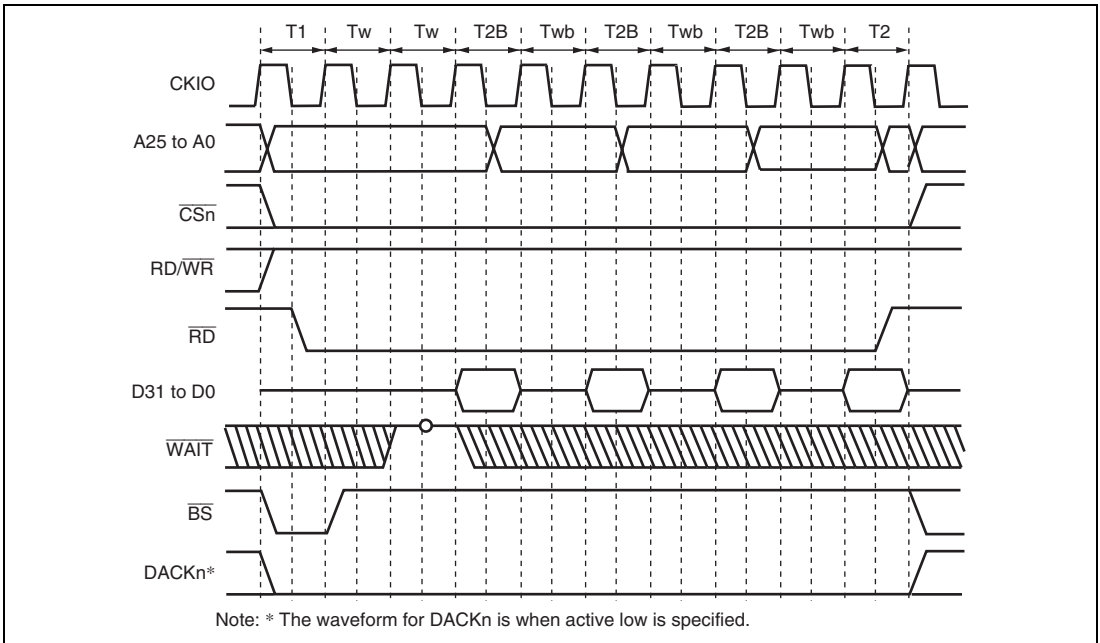 T1 Tw Tw T2B Twb T2B Twb T2B Twb T2
CKIO
A25 to A0
CSn
RD/WR
RD
D31 to D0
WAIT
BS
DACKn*
Note: * The waveform for DACKn is when active low is specified.